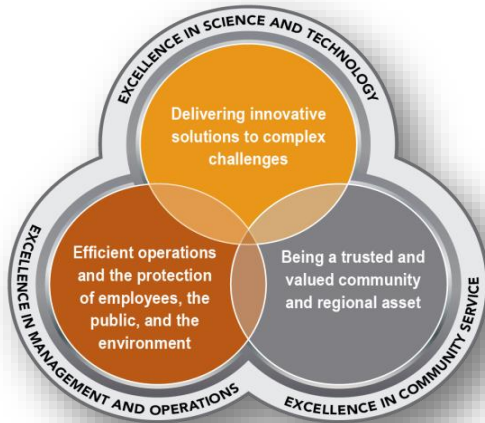 EXCELLENCE IN SCIENCE AND TECHNOLOGY
Delivering innovative
solutions to complex
challenges
Efficient operations
and the protection
of employees, the
public, and the
environment
Being a trusted and
valued community
and regional asset
EXCELLENCE IN MANAGEMENT AND OPERATIONS
EXCELLENCE IN COMMUNITY SERVICE